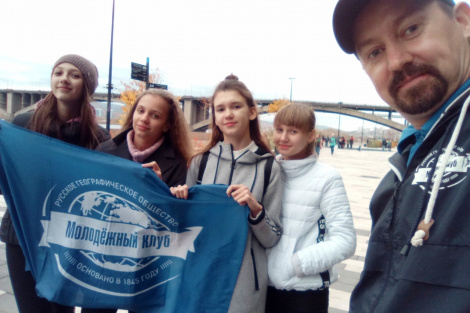 РУССКОЕ ГЕОГРАФИЧЕСКОЕ ОБЩЕСТВО
Молодёжный клуб
ОСНОВАНО В 1845 ГОДУ